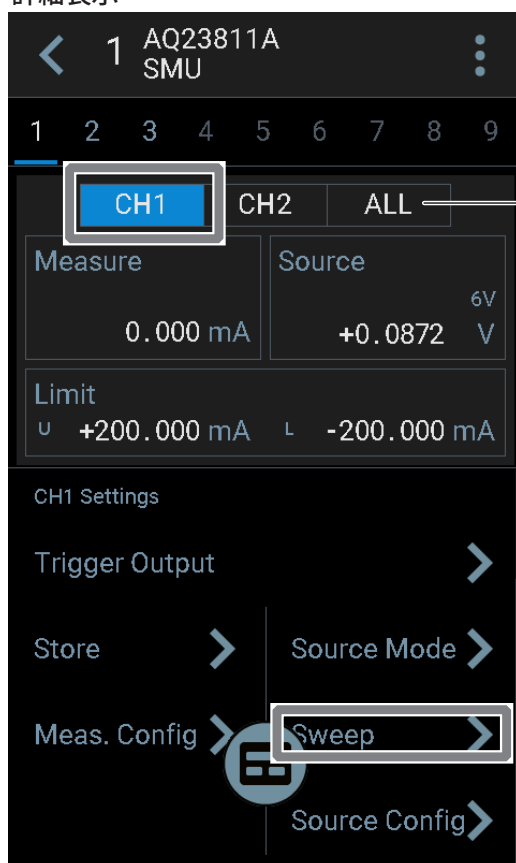 詳細表示
1 AQ23811A
SMU
1 2 3 4 5 6 7 8 9
CH1 CH2 ALL
Measure Source
6V
0.000 mA +0.0872 V
Limit
U +200.000 mA L -200.000 mA
CH1 Settings
Trigger Output
Store Source Mode
Meas. Config Sweep
Source Config